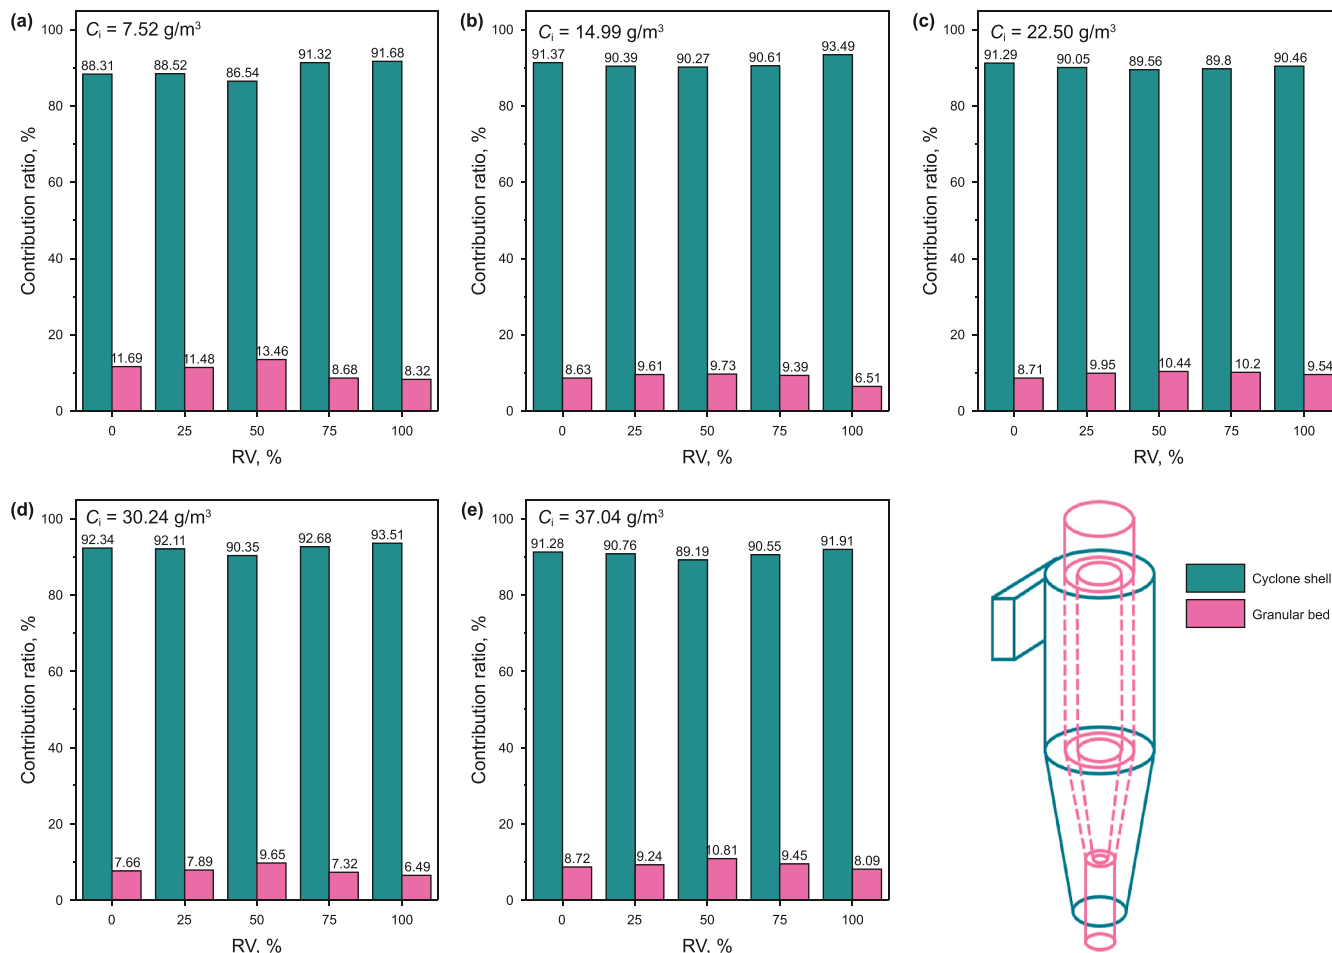 (a)
C_i = 7.52 g/m³
Contribution ratio, %
100
80
60
40
20
0
88.31
88.52
86.54
91.32
91.68
11.69
11.48
13.46
8.68
8.32
0 25 50 75 100
RV, %
(b)
C_i = 14.99 g/m³
Contribution ratio, %
100
80
60
40
20
0
91.37
90.39
90.27
90.61
93.49
8.63
9.61
9.73
9.39
6.51
0 25 50 75 100
RV, %
(c)
C_i = 22.50 g/m³
Contribution ratio, %
100
80
60
40
20
0
91.29
90.05
89.56
89.8
90.46
8.71
9.95
10.44
10.2
9.54
0 25 50 75 100
RV, %
(d)
C_i = 30.24 g/m³
Contribution ratio, %
100
80
60
40
20
0
92.34
92.11
90.35
92.68
93.51
7.66
7.89
9.65
7.32
6.49
0 25 50 75 100
RV, %
(e)
C_i = 37.04 g/m³
Contribution ratio, %
100
80
60
40
20
0
91.28
90.76
89.19
90.55
91.91
8.72
9.24
10.81
9.45
8.09
0 25 50 75 100
RV, %
Cyclone shell
Granular bed